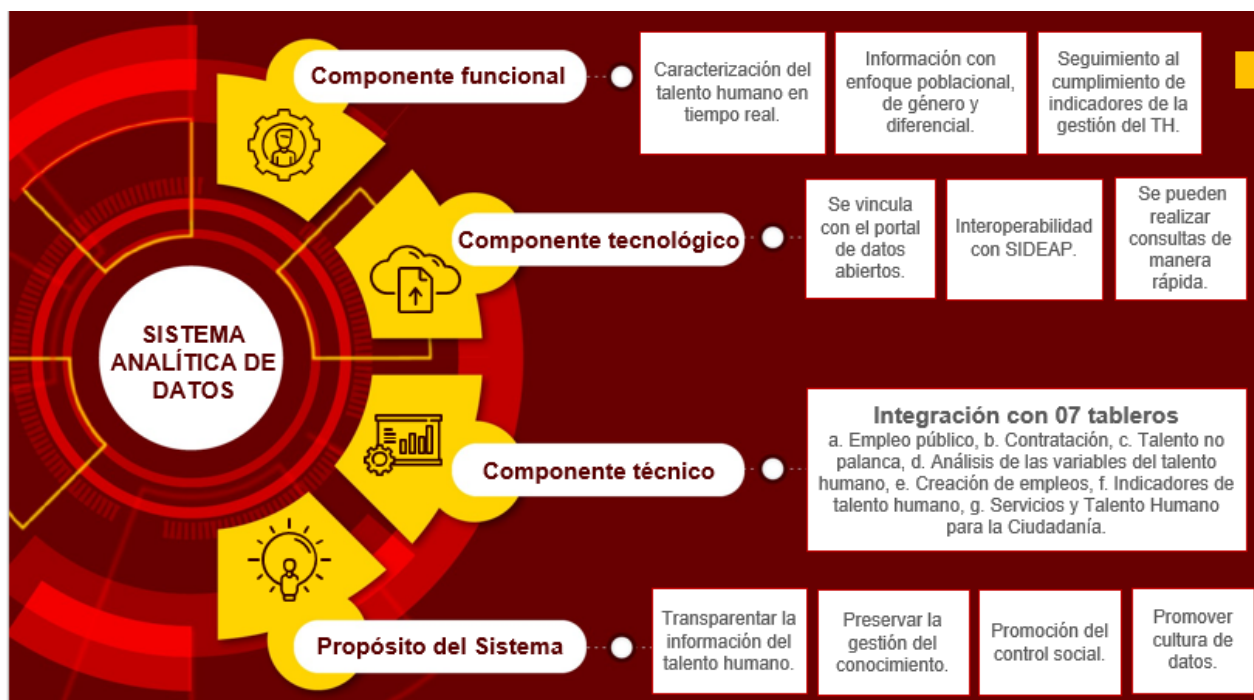 SISTEMA
ANALÍTICA DE
DATOS
Componente funcional
Caracterización del
talento humano en
tiempo real.
Información con
enfoque poblacional,
de género y
diferencial.
Seguimiento al
cumplimiento de
indicadores de la
gestión del TH.
Componente tecnológico
Se vincula
con el portal
de datos
abiertos.
Interoperabilidad
con SIDEAP.
Se pueden
realizar
consultas de
manera
rápida.
Componente técnico
Integración con 07 tableros
a. Empleo público, b. Contratación, c. Talento no
palanca, d. Análisis de las variables del talento
humano, e. Creación de empleos, f. Indicadores de
talento humano, g. Servicios y Talento Humano
para la Ciudadanía.
Propósito del Sistema
Transparentar la
información del
talento humano.
Preservar la
gestión del
conocimiento.
Promoción del
control social.
Promover
cultura de
datos.